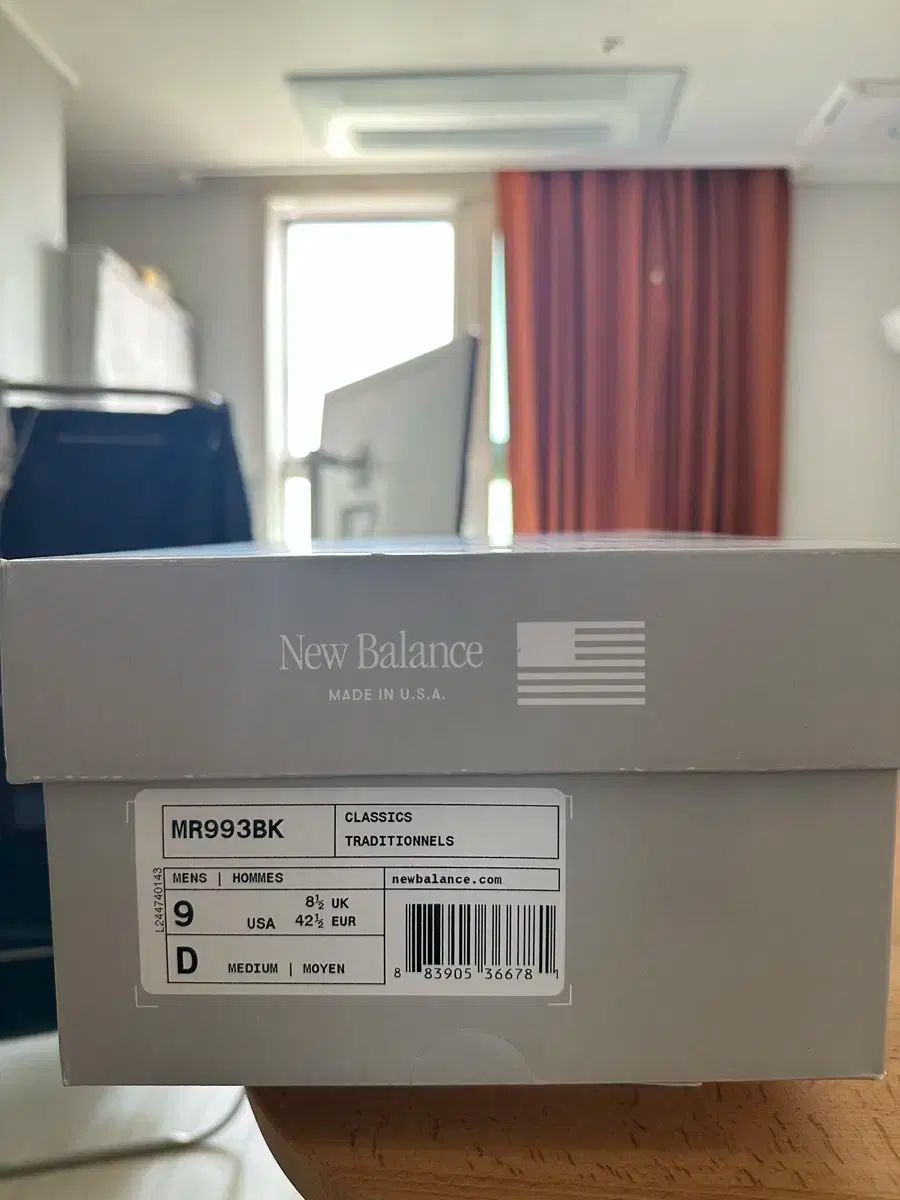 New Balance
MADE IN U.S.A.
MR993BK
CLASSICS
TRADITIONNELS
MENS | HOMMES
newbalance.com
L244740143
9 USA 8½ UK
42½ EUR
D MEDIUM | MOYEN
8 83905 36678 1